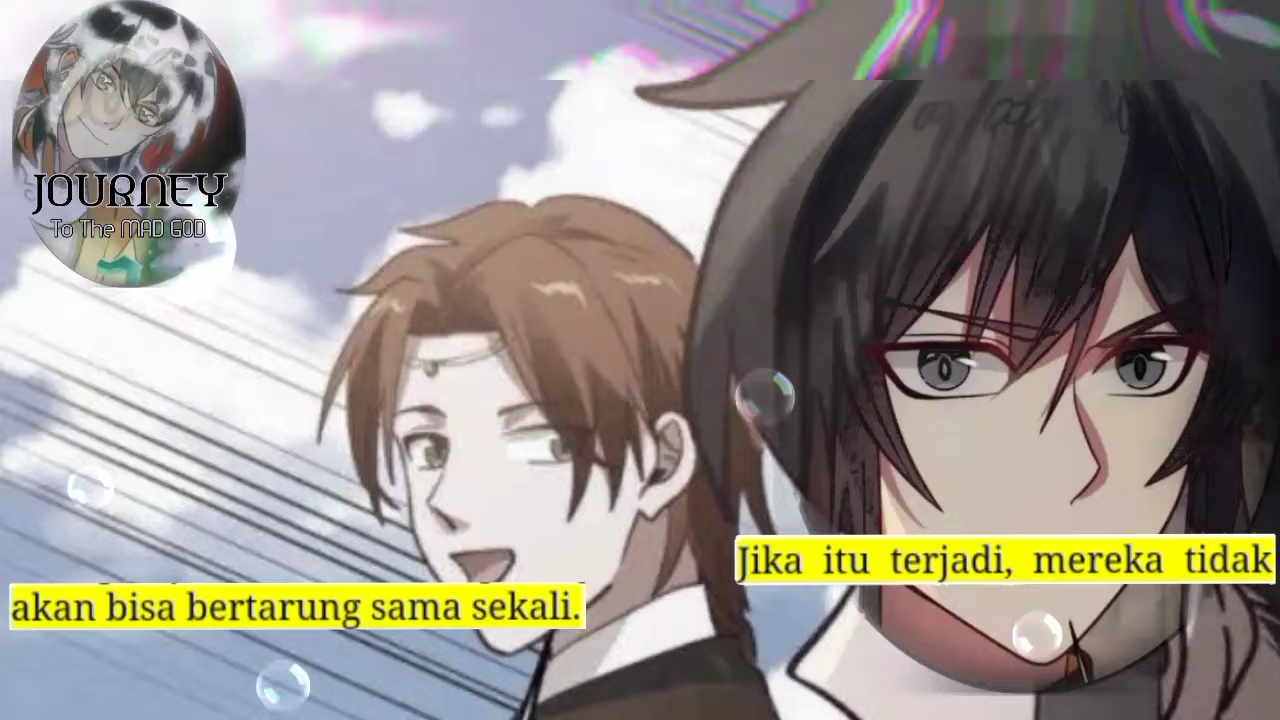 JOURNEY
To The MAD GOD
Jika itu terjadi, mereka tidak
akan bisa bertarung sama sekali.